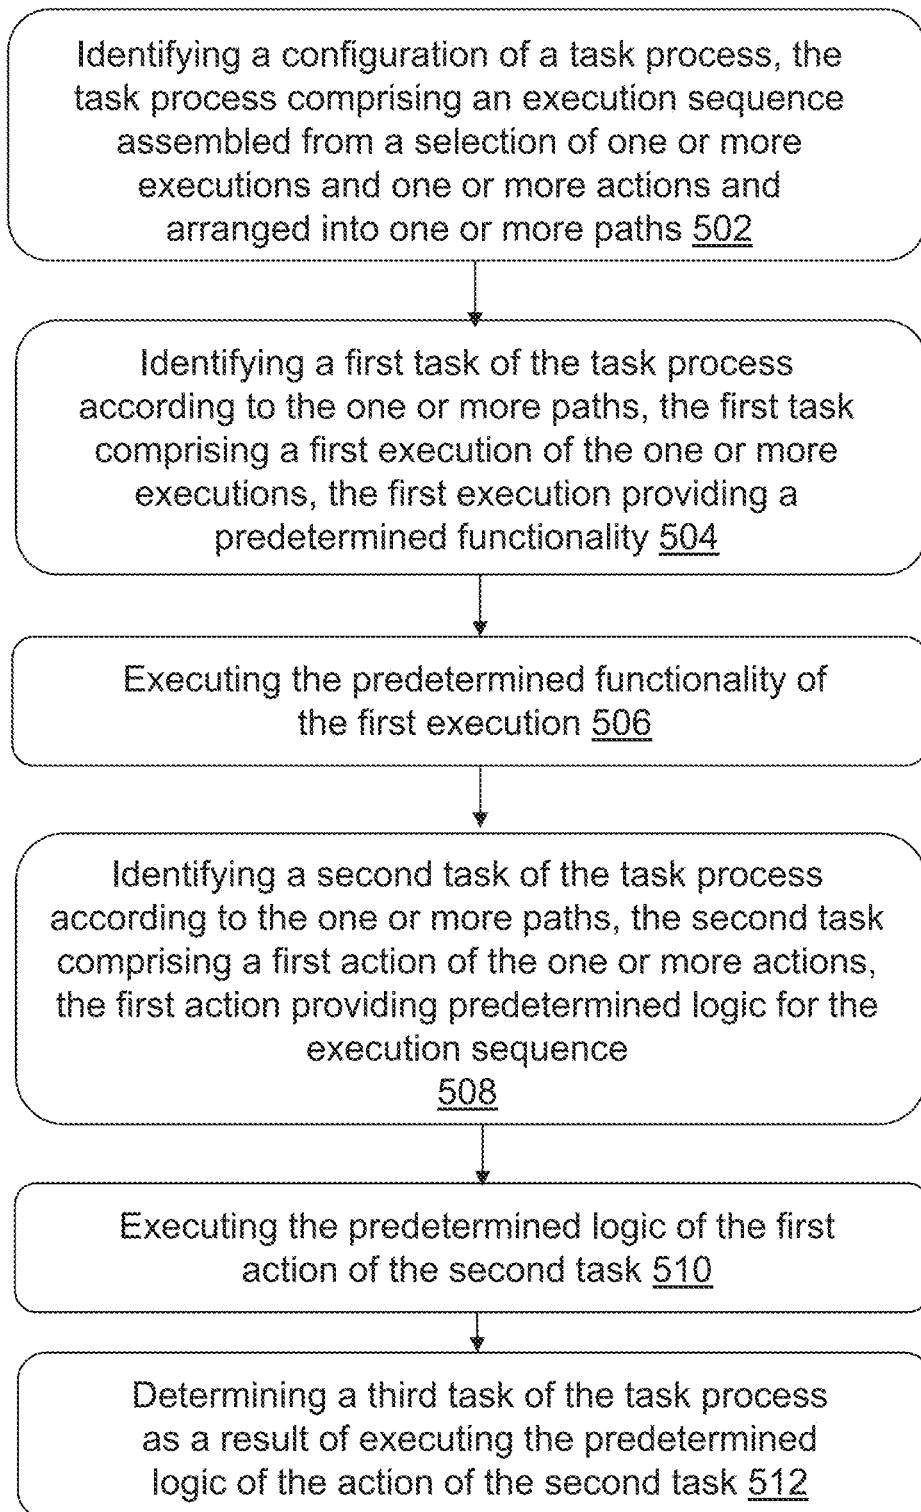 Identifying a configuration of a task process, the
task process comprising an execution sequence
assembled from a selection of one or more
executions and one or more actions and
arranged into one or more paths 502
Identifying a first task of the task process
according to the one or more paths, the first task
comprising a first execution of the one or more
executions, the first execution providing a
predetermined functionality 504
Executing the predetermined functionality of
the first execution 506
Identifying a second task of the task process
according to the one or more paths, the second task
comprising a first action of the one or more actions,
the first action providing predetermined logic for the
execution sequence
508
Executing the predetermined logic of the first
action of the second task 510
Determining a third task of the task process
as a result of executing the predetermined
logic of the action of the second task 512